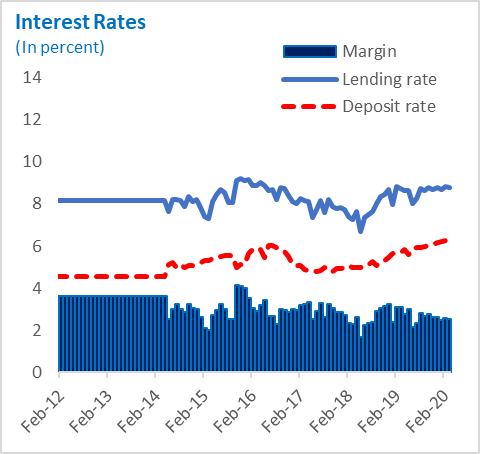 Interest Rates
(In percent)
Margin
Lending rate
Deposit rate
14
12
10
8
6
4
2
0
Feb-12
Feb-13
Feb-14
Feb-15
Feb-16
Feb-17
Feb-18
Feb-19
Feb-20